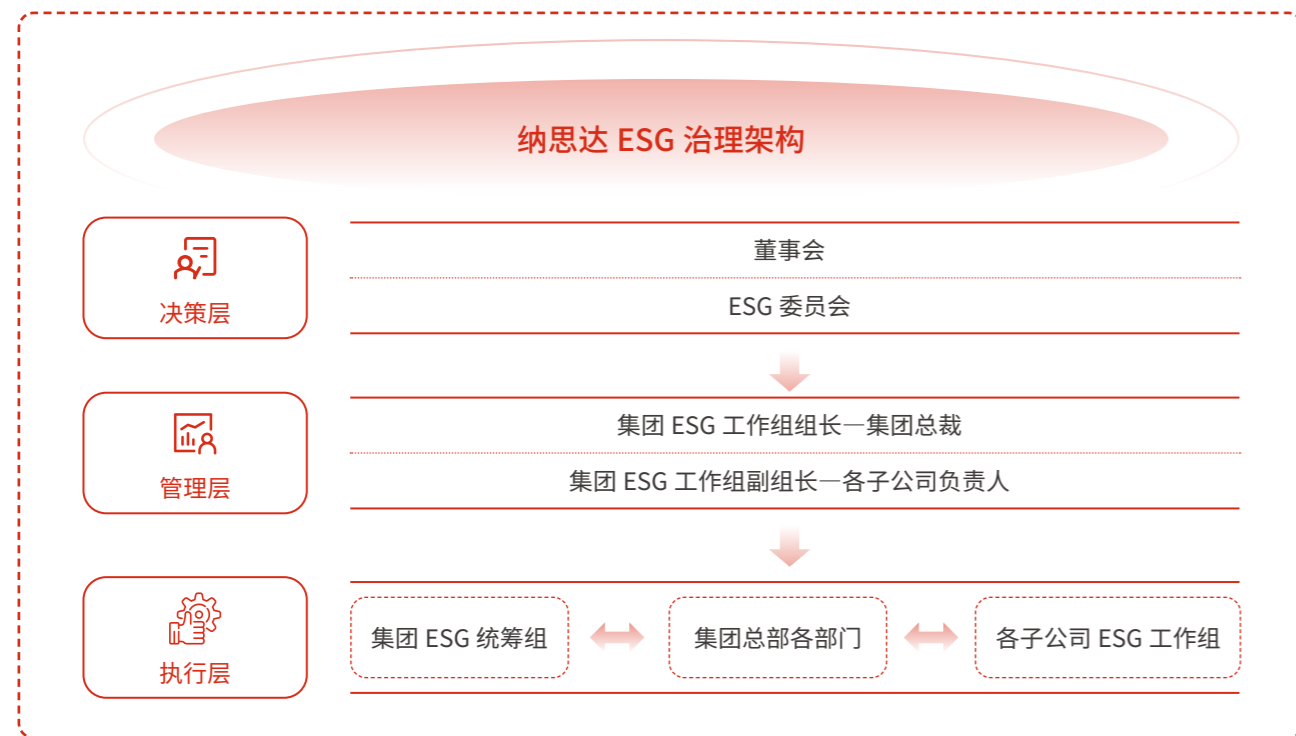 纳思达 ESG 治理架构
决策层
董事会
ESG 委员会
管理层
集团 ESG 工作组组长—集团总裁
集团 ESG 工作组副组长—各子公司负责人
执行层
集团 ESG 统筹组
集团总部各部门
各子公司 ESG 工作组